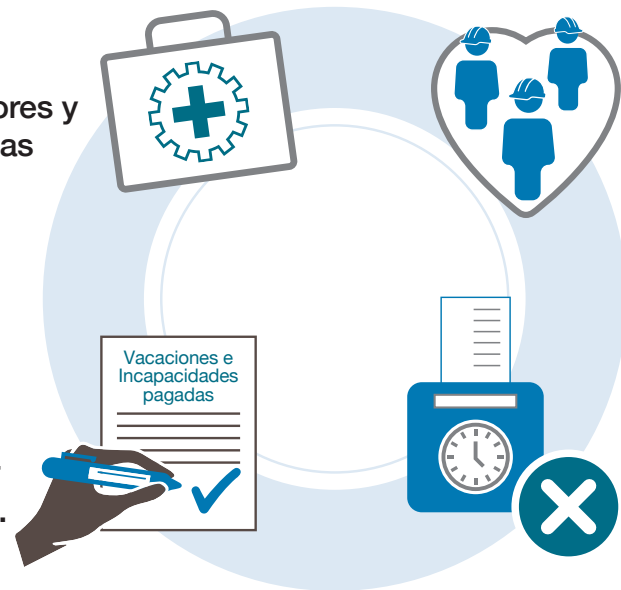 ores y
as
Vacaciones e
Incapacidades
pagadas
.